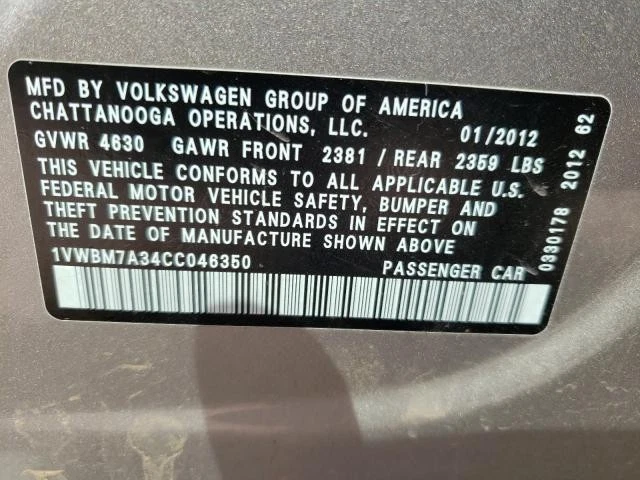 MFD BY VOLKSWAGEN GROUP OF AMERICA
CHATTANOOGA OPERATIONS, LLC. 01/2012
GVWR 4630 GAWR FRONT 2381 / REAR 2359 LBS
THIS VEHICLE CONFORMS TO ALL APPLICABLE U.S.
FEDERAL MOTOR VEHICLE SAFETY, BUMPER AND
THEFT PREVENTION STANDARDS IN EFFECT ON
THE DATE OF MANUFACTURE SHOWN ABOVE
1VWBM7A34CC046350 PASSENGER CAR
0330178 2012 62